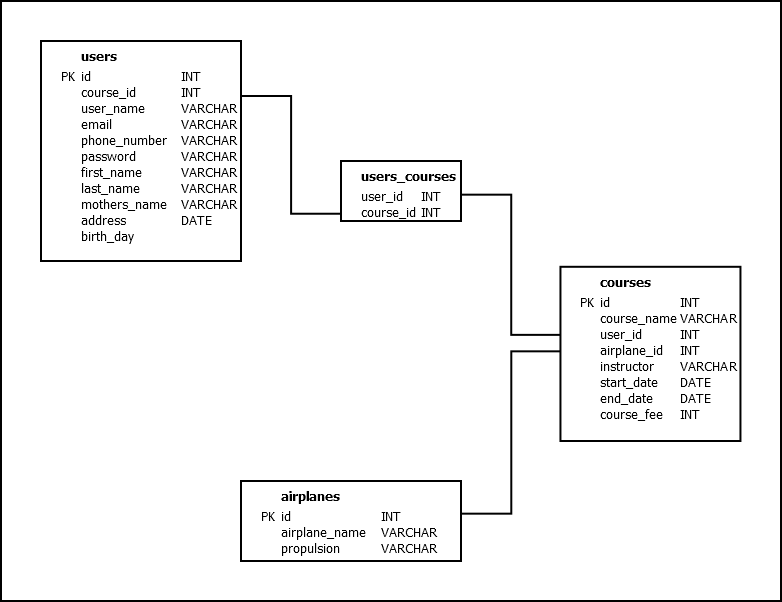 users
PK id INT
course_id INT
user_name VARCHAR
email VARCHAR
phone_number VARCHAR
password VARCHAR
first_name VARCHAR
last_name VARCHAR
mothers_name VARCHAR
address DATE
birth_day
users_courses
user_id INT
course_id INT
courses
PK id INT
course_name VARCHAR
user_id INT
airplane_id INT
instructor VARCHAR
start_date DATE
end_date DATE
course_fee INT
airplanes
PK id INT
airplane_name VARCHAR
propulsion VARCHAR